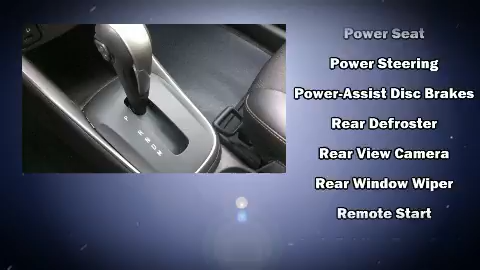 Power Seat
Power Steering
Power-Assist Disc Brakes
Rear Defroster
Rear View Camera
Rear Window Wiper
Remote Start
P